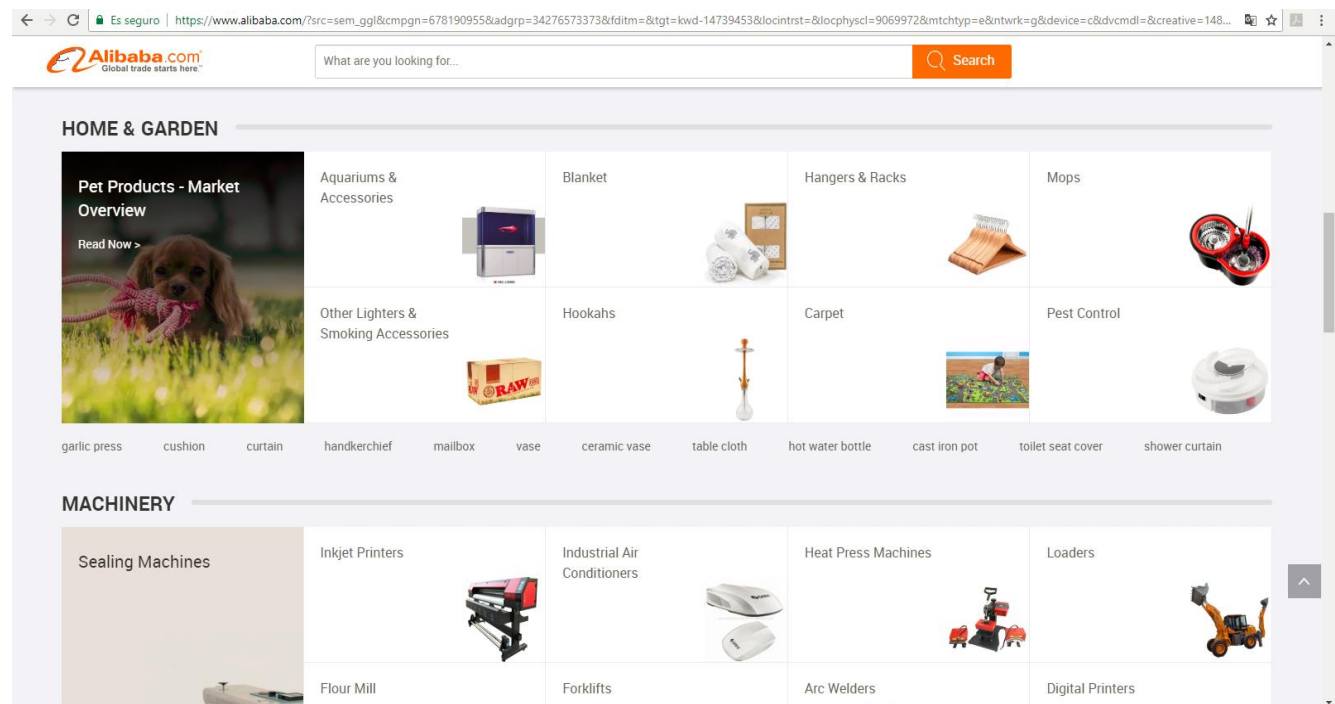 Es seguro | https://www.alibaba.com/?src=sem_ggl&cmpgn=678190955&adgrp=34276573373&fditm=&tgt=kwd-14739453&locintrst=&locphyscl=9069972&mtchtyp=e&ntwrk=g&device=c&dvcmdl=&creative=148...
Alibaba.com
Global trade starts here.
What are you looking for...
Search
HOME & GARDEN
Pet Products - Market
Overview
Read Now >
Aquariums &
Accessories
Blanket
Hangers & Racks
Mops
Other Lighters &
Smoking Accessories
RAW
Hookahs
Carpet
Pest Control
garlic press cushion curtain handkerchief mailbox vase ceramic vase table cloth hot water bottle cast iron pot toilet seat cover shower curtain
MACHINERY
Sealing Machines
Inkjet Printers
Industrial Air
Conditioners
Heat Press Machines
Loaders
Flour Mill
Forklifts
Arc Welders
Digital Printers